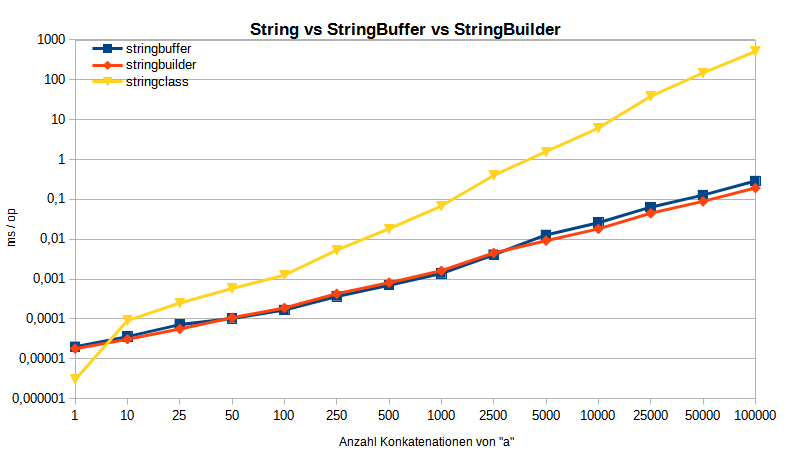 String vs StringBuffer vs StringBuilder
stringbuffer
stringbuilder
stringclass
1000
100
10
1
0,1
0,01
0,001
0,0001
0,00001
0,000001
ms / op
1 10 25 50 100 250 500 1000 2500 5000 10000 25000 50000 100000
Anzahl Konkatenationen von "a"